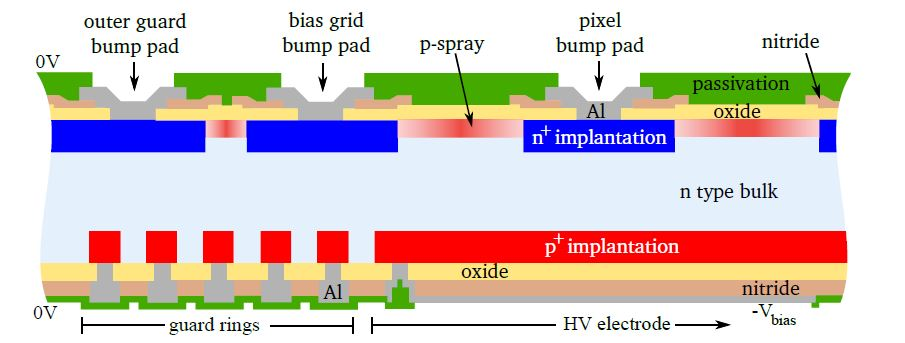 outer guard
bump pad
bias grid
bump pad
p-spray
pixel
bump pad
nitride
0V
passivation
Al
oxide
n+ implantation
n type bulk
p+ implantation
oxide
Al
nitride
0V
-Vbias
guard rings
HV electrode